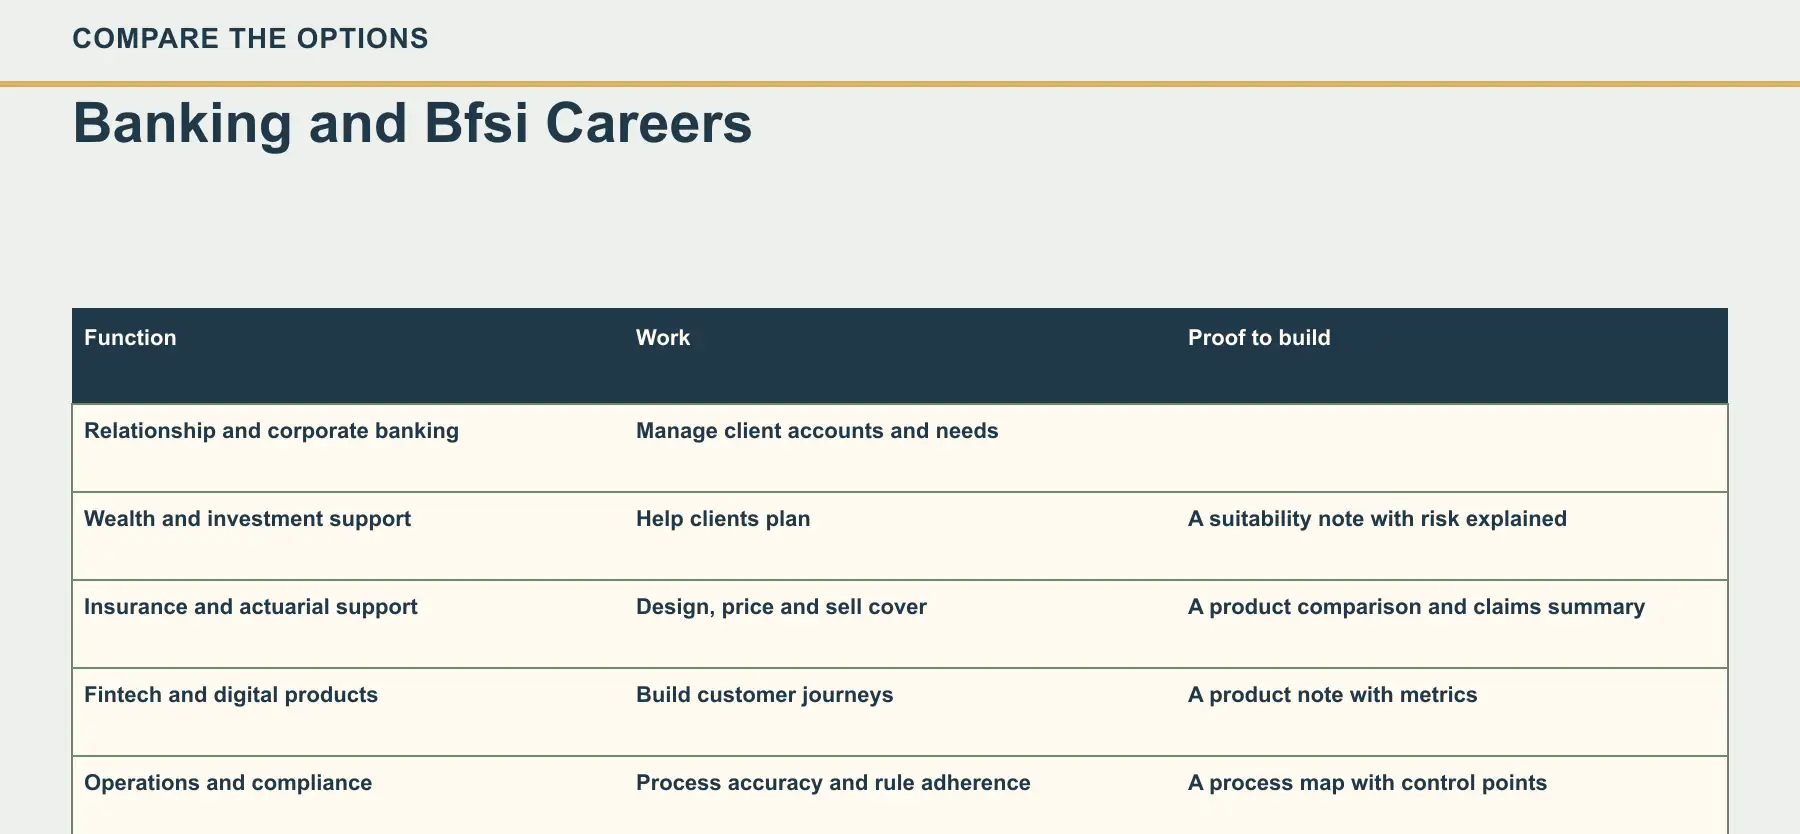 COMPARE THE OPTIONS
Banking and Bfsi Careers
Function Work Proof to build
Relationship and corporate banking Manage client accounts and needs
Wealth and investment support Help clients plan A suitability note with risk explained
Insurance and actuarial support Design, price and sell cover A product comparison and claims summary
Fintech and digital products Build customer journeys A product note with metrics
Operations and compliance Process accuracy and rule adherence A process map with control points